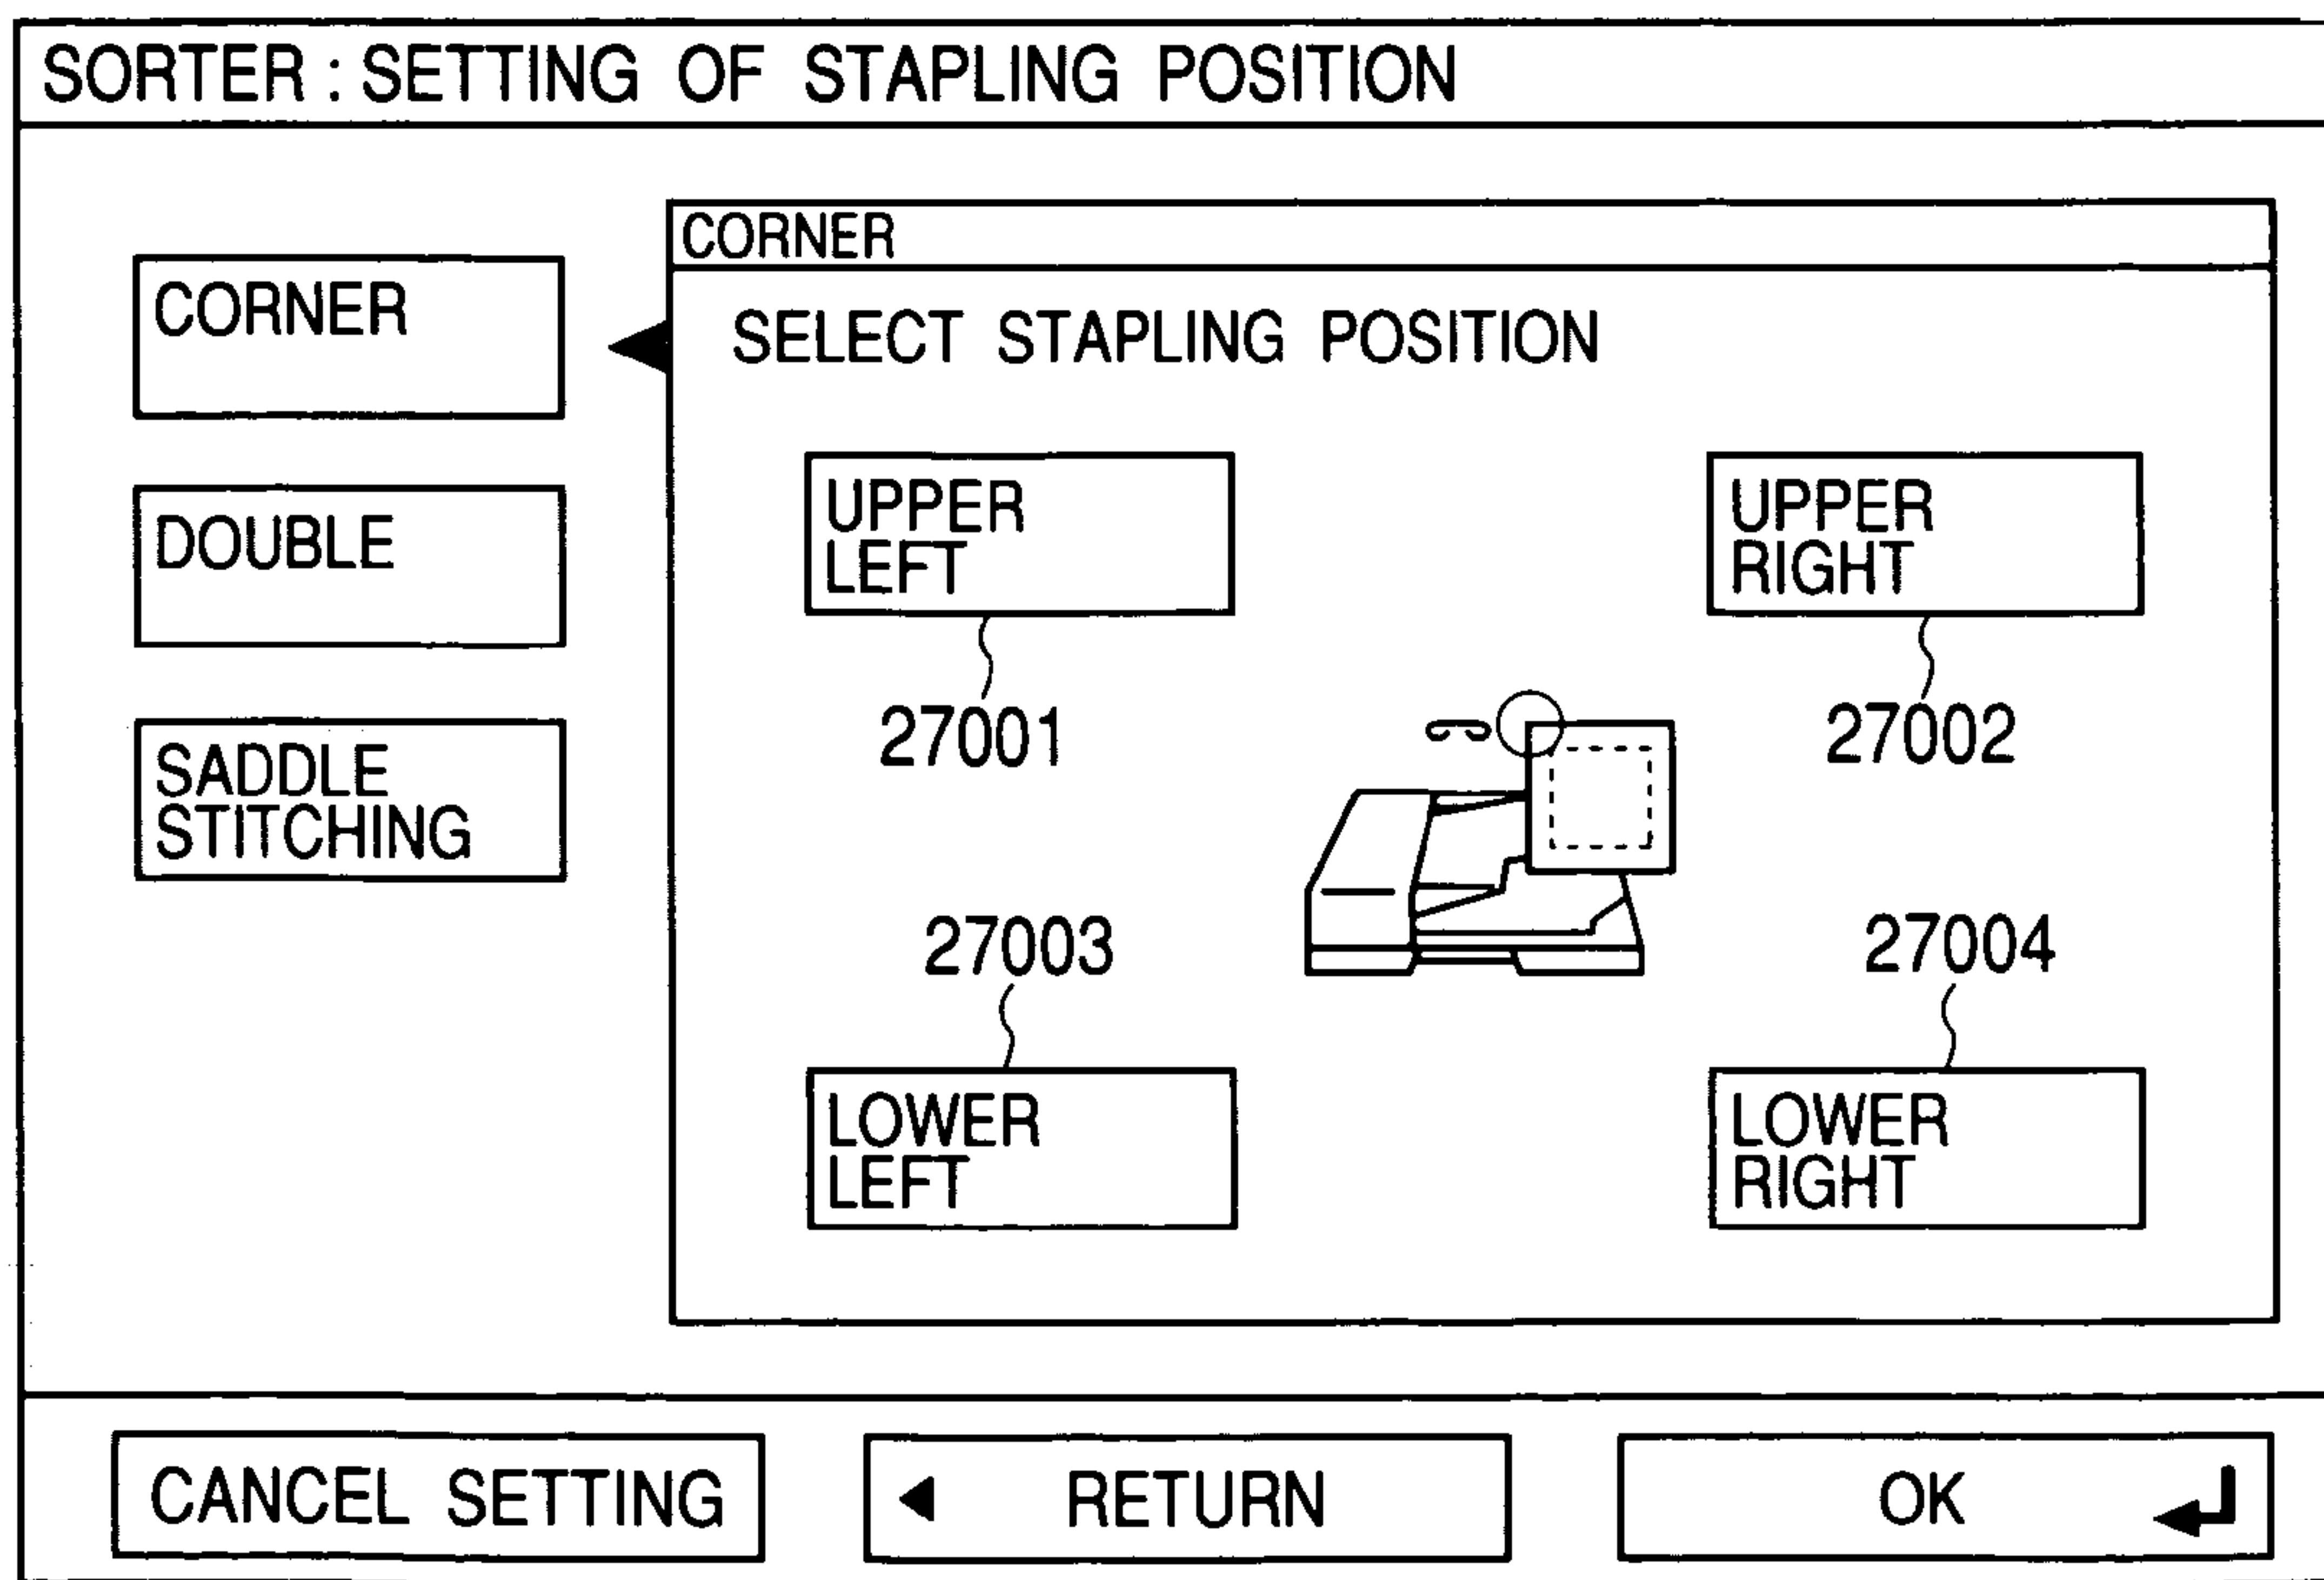 SORTER : SETTING OF STAPLING POSITION
CORNER
DOUBLE
SADDLE
STITCHING
CORNER
SELECT STAPLING POSITION
UPPER
LEFT
27001
UPPER
RIGHT
27002
27003
LOWER
LEFT
27004
LOWER
RIGHT
CANCEL SETTING
RETURN
OK